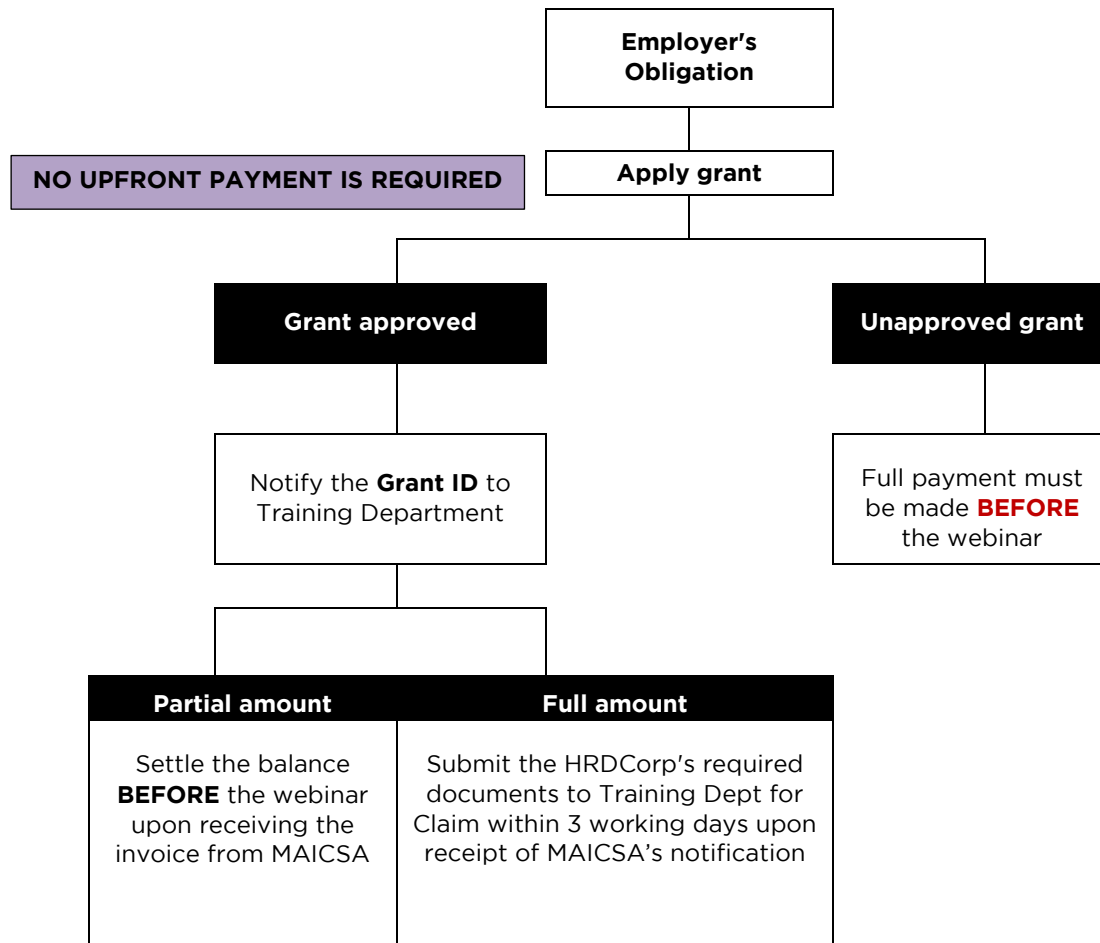 Employer's
Obligation
NO UPFRONT PAYMENT IS REQUIRED
Apply grant
Grant approved
Unapproved grant
Notify the Grant ID to
Training Department
Full payment must
be made BEFORE
the webinar
Partial amount
Full amount
Settle the balance
BEFORE the webinar
upon receiving the
invoice from MAICSA
Submit the HRDCorp's required
documents to Training Dept for
Claim within 3 working days upon
receipt of MAICSA’s notification